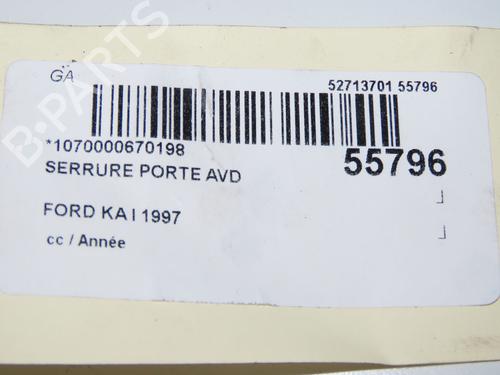 GA
52713701 55796
*1070000670198
55796
SERRURE PORTE AVD
FORD KA I 1997
cc / Année
B-PARTS